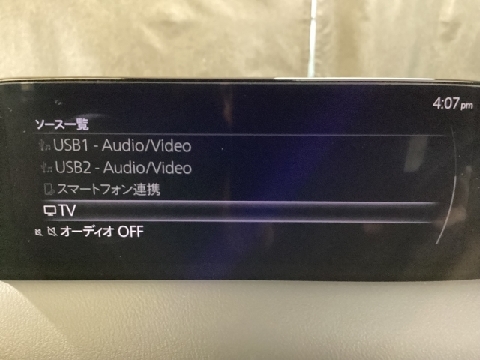 4:07pm
ソース一覧
USB1 - Audio/Video
USB2 - Audio/Video
スマートフォン連携
TV
オーディオ OFF